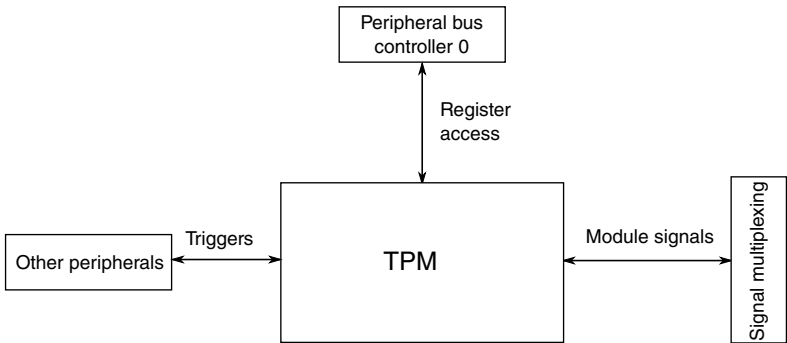 Peripheral bus
controller 0
Register
access
Other peripherals
Triggers
TPM
Module signals
Signal multiplexing